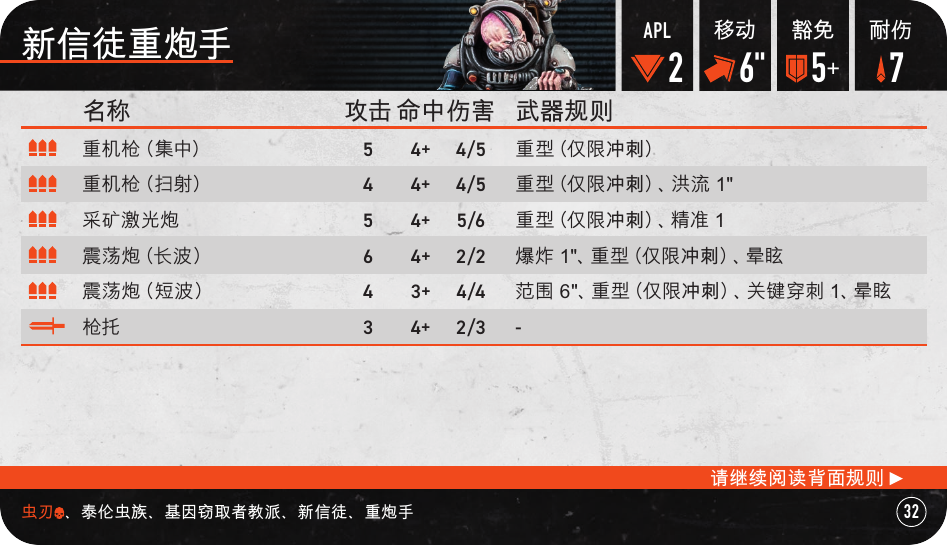 新信徒重炮手
APL 移动 豁免 耐伤
2 6" 5+ 7
名称 攻击 命中 伤害 武器规则
重机枪（集中） 5 4+ 4/5 重型（仅限冲刺）
重机枪（扫射） 4 4+ 4/5 重型（仅限冲刺）、洪流 1"
采矿激光炮 5 4+ 5/6 重型（仅限冲刺）、精准 1
震荡炮（长波） 6 4+ 2/2 爆炸 1"、重型（仅限冲刺）、晕眩
震荡炮（短波） 4 3+ 4/4 范围 6"、重型（仅限冲刺）、关键穿刺 1、晕眩
枪托 3 4+ 2/3 -
请继续阅读背面规则 ▶
虫刃、泰伦虫族、基因窃取者教派、新信徒、重炮手
32